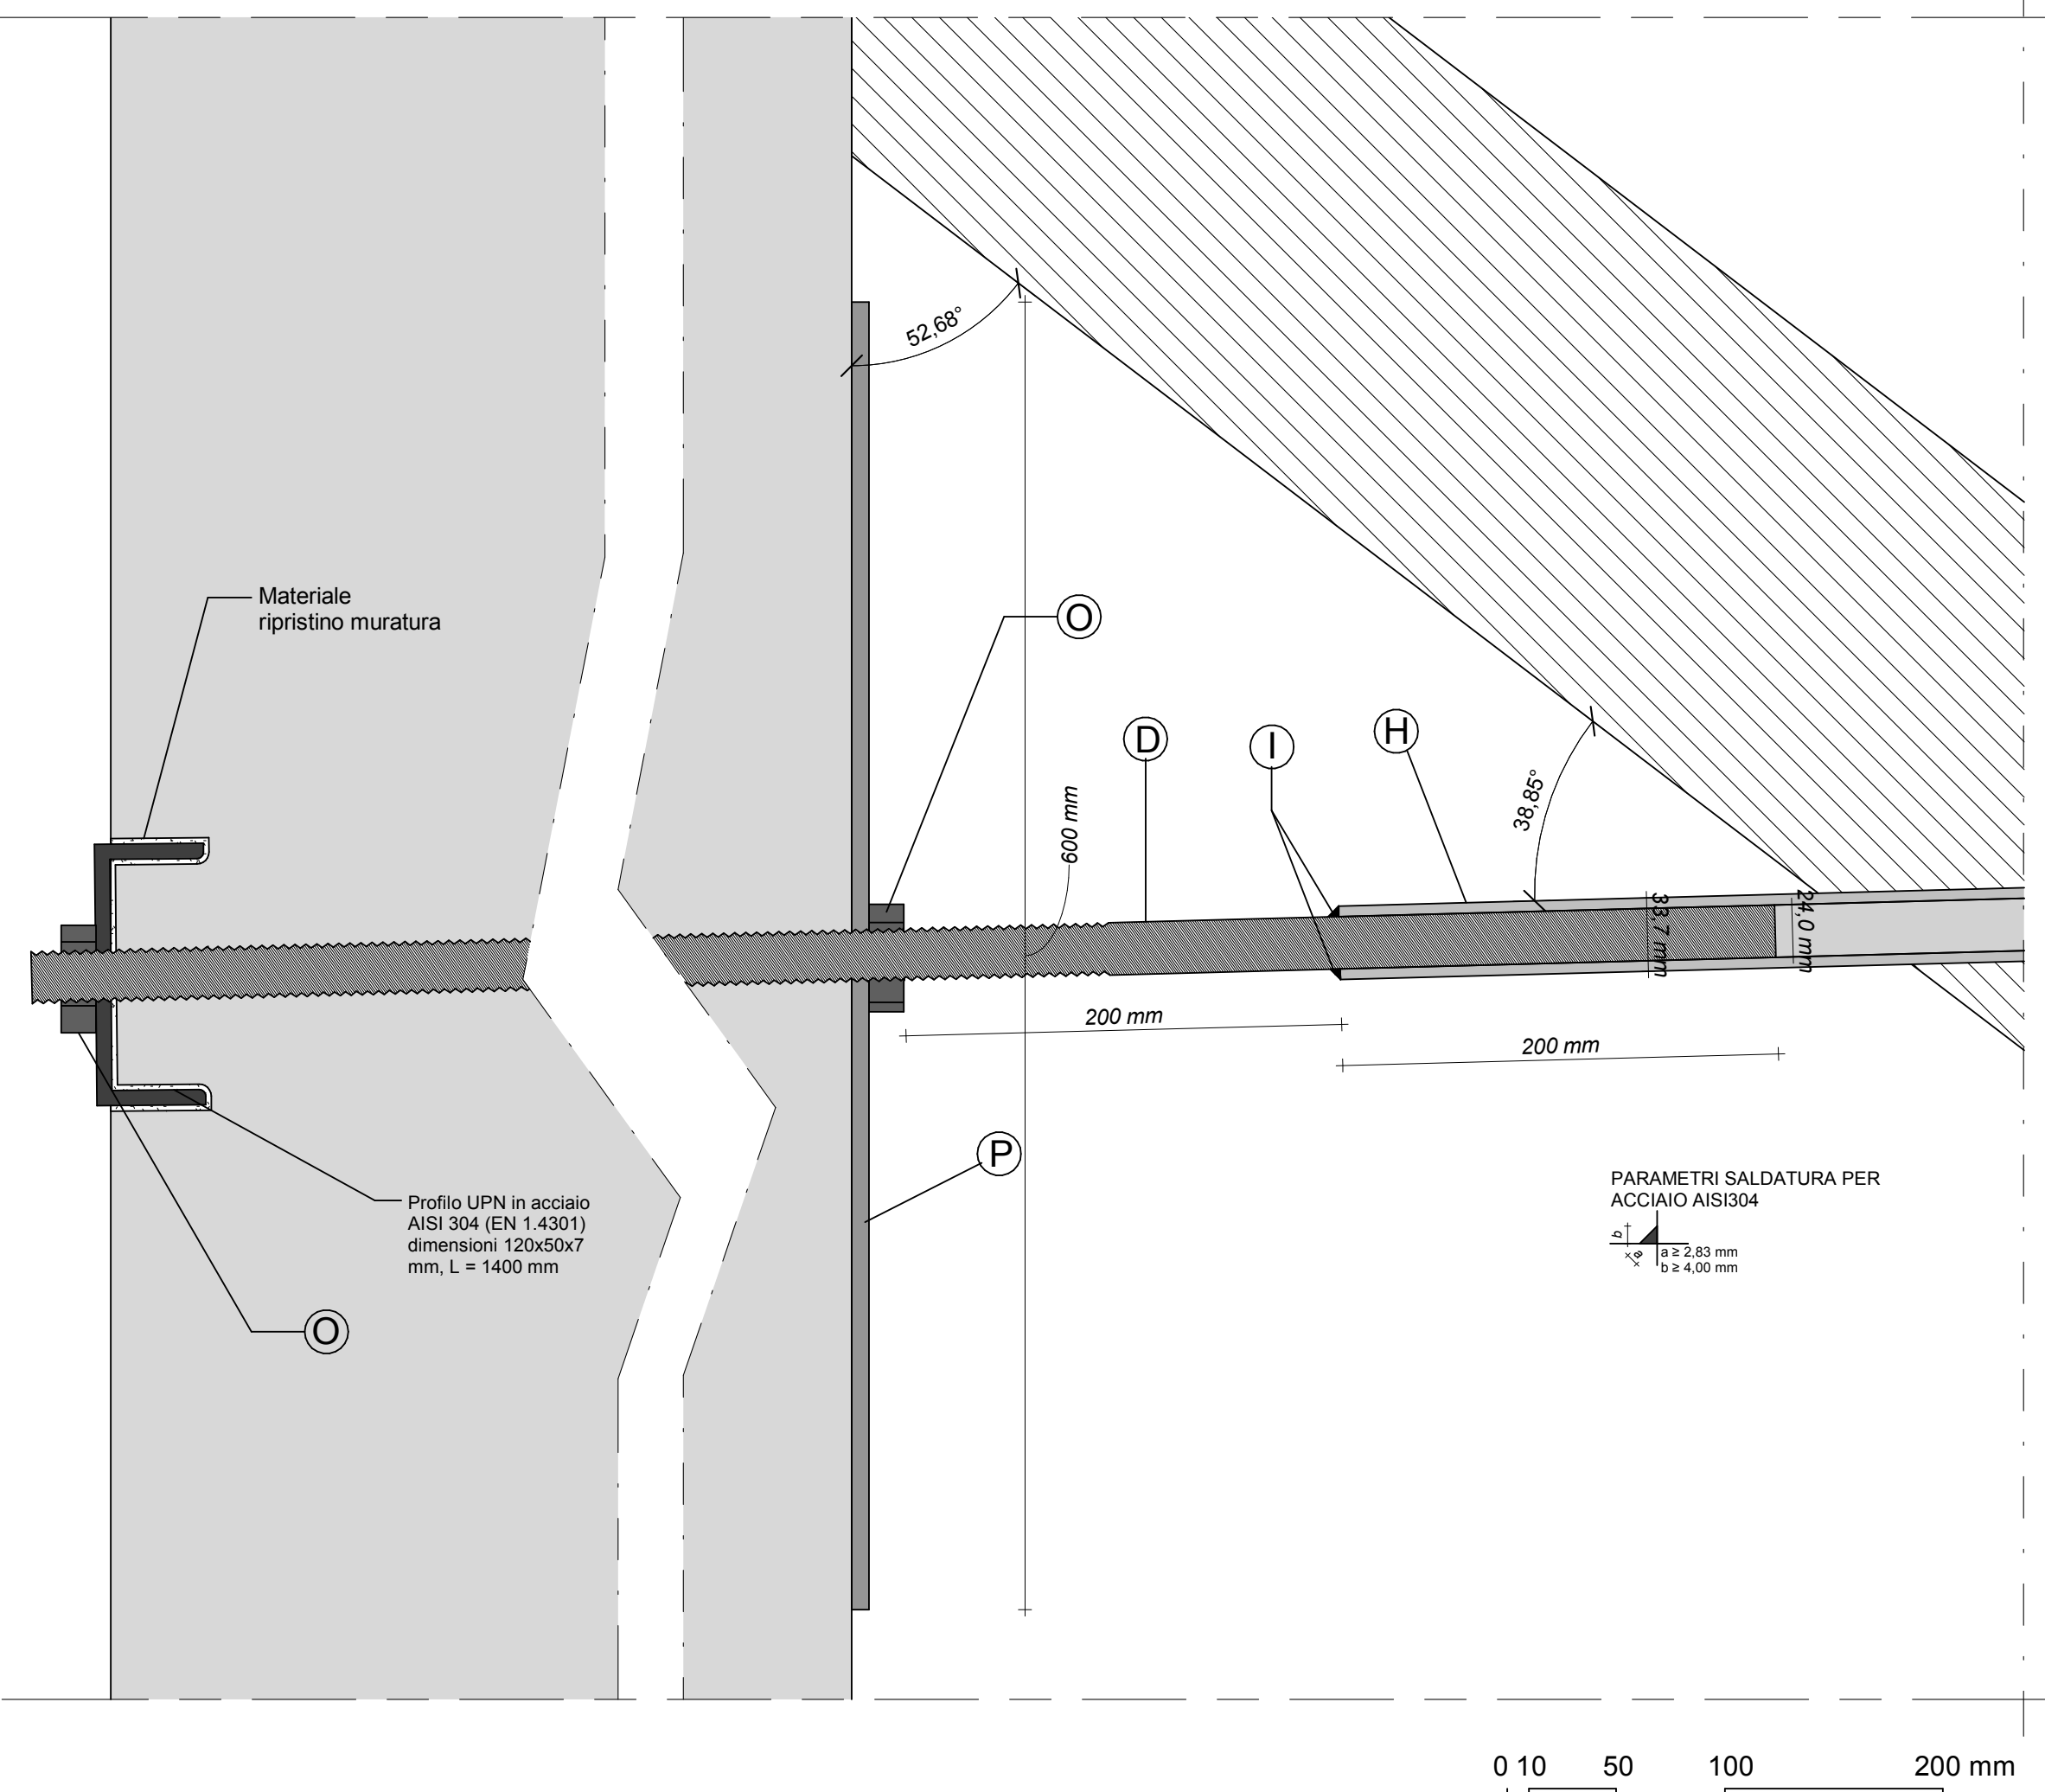 52,68°
Materiale
ripristino muratura
O
D
I
H
600 mm
38,85°
33,7 mm
24,0 mm
200 mm
200 mm
P
PARAMETRI SALDATURA PER
ACCIAIO AISI304
b
a
a ≥ 2,83 mm
b ≥ 4,00 mm
Profilo UPN in acciaio
AISI 304 (EN 1.4301)
dimensioni 120x50x7
mm, L = 1400 mm
O
0 10 50 100 200 mm